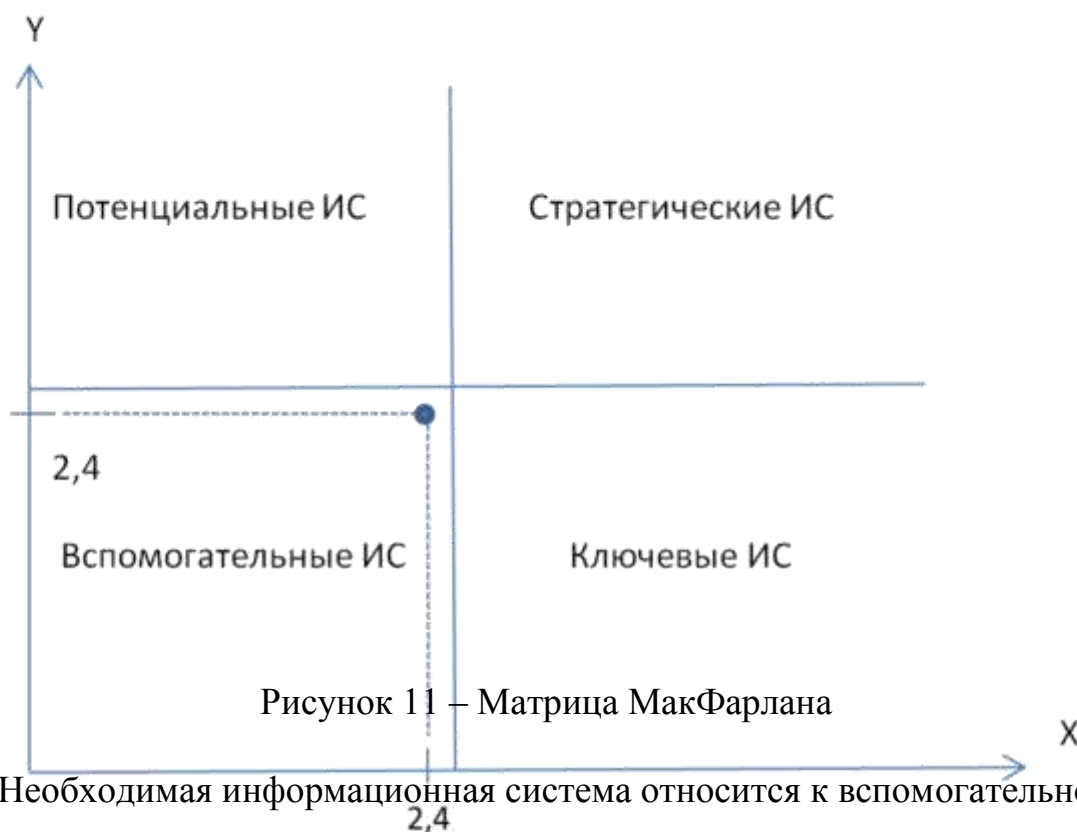 Y
Потенциальные ИС Стратегические ИС
2,4
Вспомогательные ИС Ключевые ИС
Рисунок 11 – Матрица МакФарлана
X
Необходимая информационная система относится к
2,4